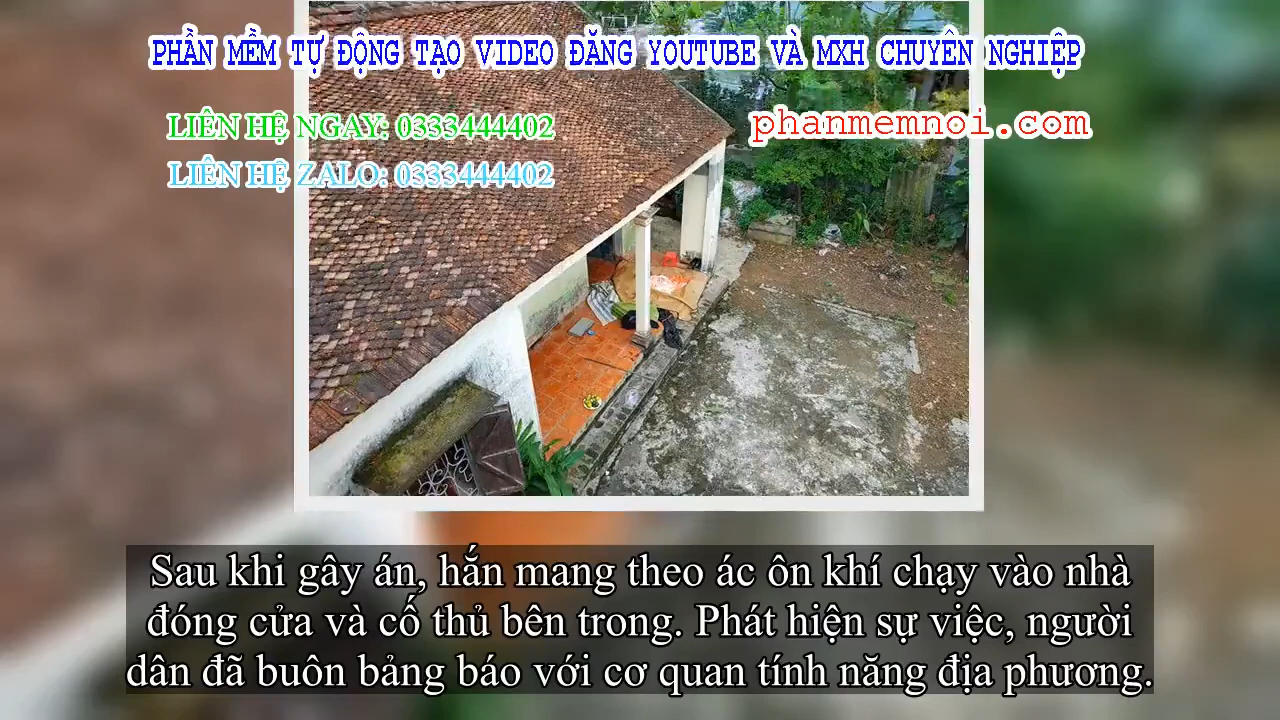 PHẦN MỀM TỰ ĐỘNG TẠO VIDEO ĐĂNG YOUTUBE VÀ MXH CHUYÊN NGHIỆP
LIÊN HỆ NGAY: 0333444402
phanmemnoi.com
LIÊN HỆ ZALO: 0333444402
Sau khi gây án, hắn mang theo ác ôn khí chạy vào nhà
đóng cửa và cố thủ bên trong. Phát hiện sự việc, người
dân đã buôn bảng báo với cơ quan tính năng địa phương.